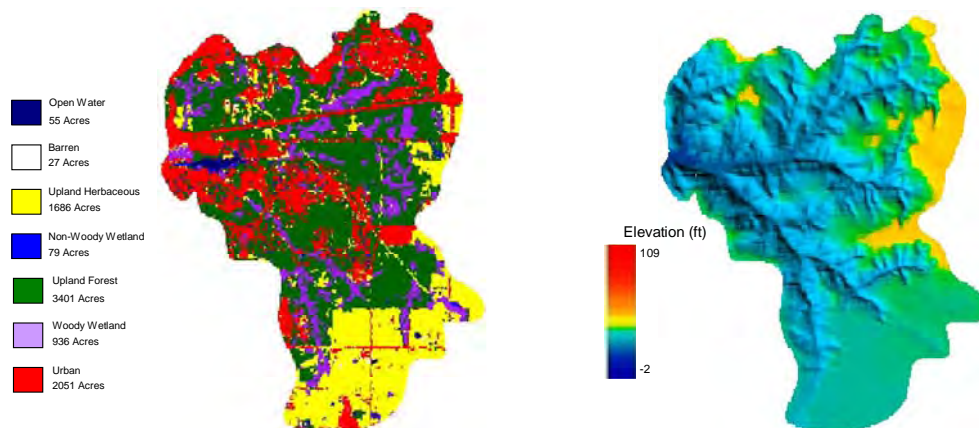 Open Water
55 Acres
Barren
27 Acres
Upland Herbaceous
1686 Acres
Non-Woody Wetland
79 Acres
Upland Forest
3401 Acres
Woody Wetland
936 Acres
Urban
2051 Acres
Elevation (ft)
109
-2